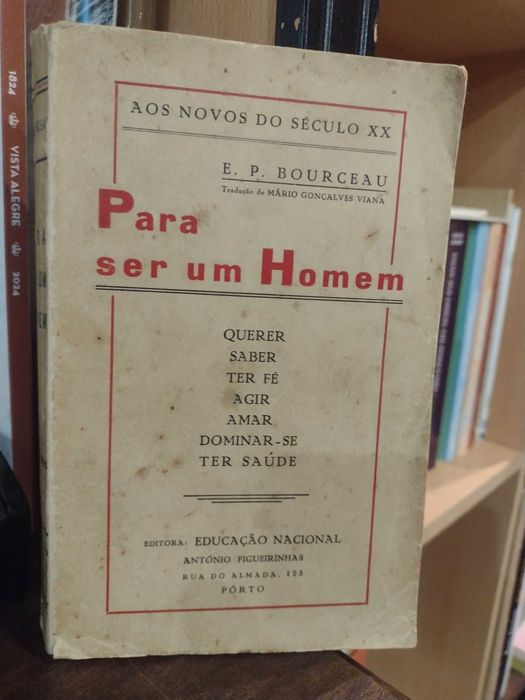 AOS NOVOS DO SÉCULO XX
E. P. BOURCEAU
Tradução de MÁRIO GONÇALVES VIANA
Para
ser um Homem
QUERER
SABER
TER FÉ
AGIR
AMAR
DOMINAR-SE
TER SAÚDE
EDITORA: EDUCAÇÃO NACIONAL
ANTÓNIO FIGUEIRINHAS
RUA DO ALMADA, 125
PÔRTO
1824 VISTA ALEGRE 2024